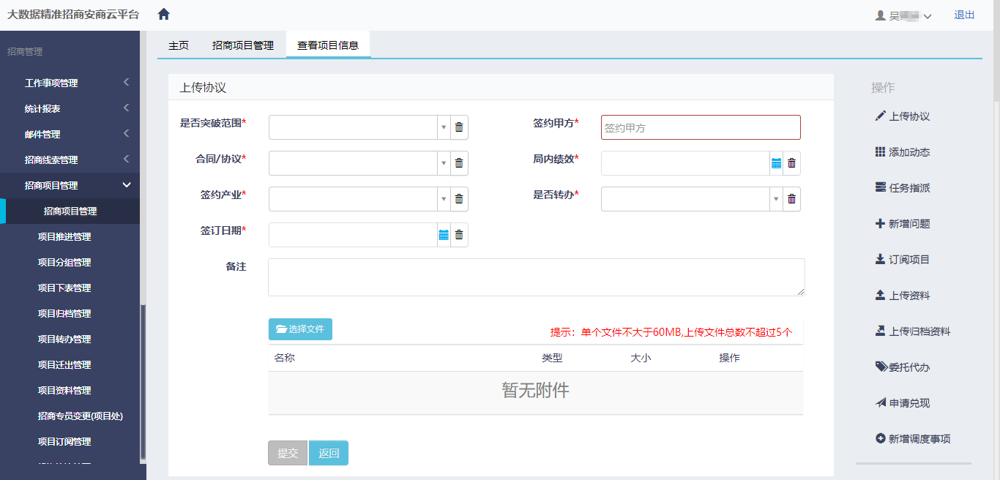 大数据精准招商安商云平台
吴
退出
招商管理
工作事项管理
统计报表
邮件管理
招商线索管理
招商项目管理
招商项目管理
项目推进管理
项目分组管理
项目下表管理
项目归档管理
项目转办管理
项目迁出管理
项目资料管理
招商专员变更(项目处)
项目订阅管理
主页 招商项目管理 查看项目信息
上传协议
是否突破范围* 签约甲方* 签约甲方
合同/协议* 局内绩效*
签约产业* 是否转办*
签订日期*
备注
选择文件 提示：单个文件不大于60MB,上传文件总数不超过5个
名称 类型 大小 操作
暂无附件
提交 返回
操作
上传协议
添加动态
任务指派
新增问题
订阅项目
上传资料
上传归档资料
委托代办
申请兑现
新增调度事项